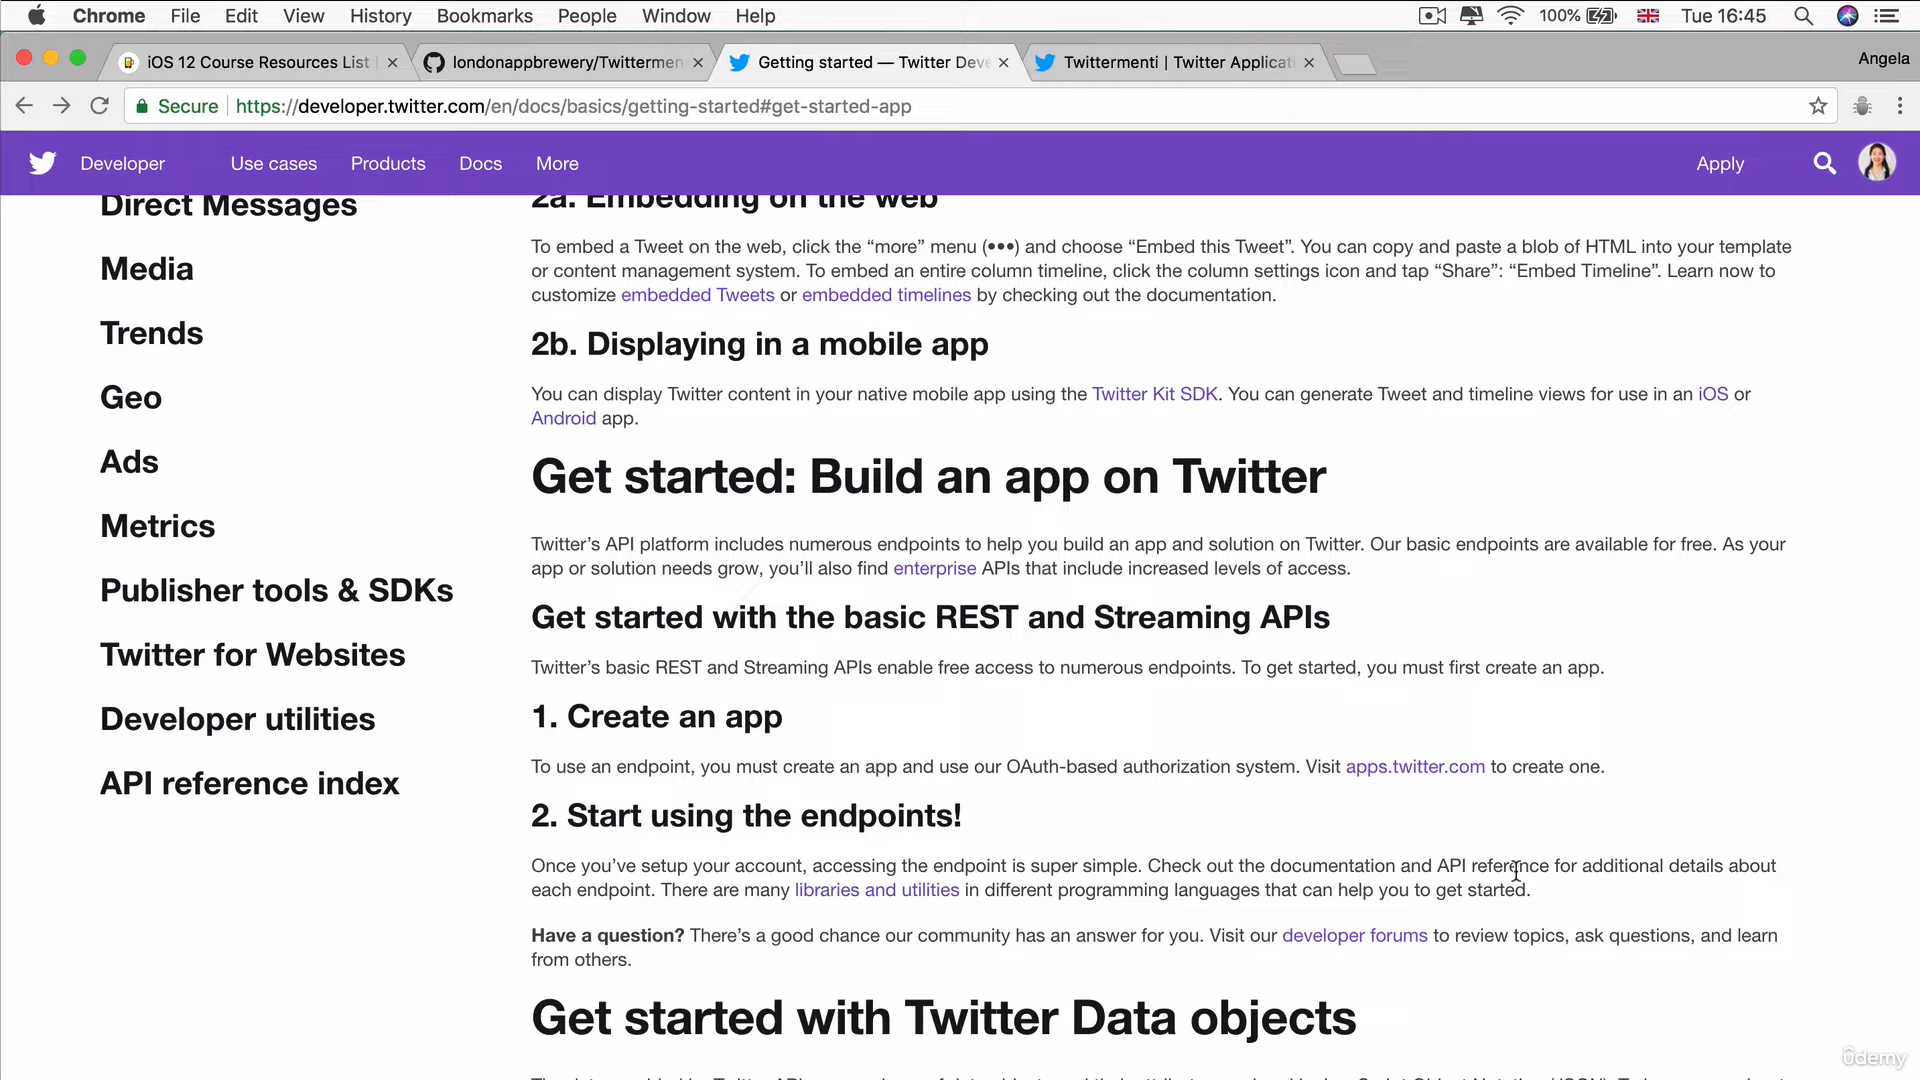 Chrome File Edit View History Bookmarks People Window Help 100% Tue 16:45
iOS 12 Course Resources List londonappbrewery/Twittermen Getting started — Twitter Deve Twittermenti | Twitter Applicati Angela
Secure https://developer.twitter.com/en/docs/basics/getting-started#get-started-app
Developer Use cases Products Docs More Apply
Direct Messages
Media
Trends
Geo
Ads
Metrics
Publisher tools & SDKs
Twitter for Websites
Developer utilities
API reference index
2a. Embedding on the web
To embed a Tweet on the web, click the “more” menu (•••) and choose “Embed this Tweet”. You can copy and paste a blob of HTML into your template
or content management system. To embed an entire column timeline, click the column settings icon and tap “Share”: “Embed Timeline”. Learn now to
customize embedded Tweets or embedded timelines by checking out the documentation.
2b. Displaying in a mobile app
You can display Twitter content in your native mobile app using the Twitter Kit SDK. You can generate Tweet and timeline views for use in an iOS or
Android app.
Get started: Build an app on Twitter
Twitter’s API platform includes numerous endpoints to help you build an app and solution on Twitter. Our basic endpoints are available for free. As your
app or solution needs grow, you’ll also find enterprise APIs that include increased levels of access.
Get started with the basic REST and Streaming APIs
Twitter’s basic REST and Streaming APIs enable free access to numerous endpoints. To get started, you must first create an app.
1. Create an app
To use an endpoint, you must create an app and use our OAuth-based authorization system. Visit apps.twitter.com to create one.
2. Start using the endpoints!
Once you’ve setup your account, accessing the endpoint is super simple. Check out the documentation and API reference for additional details about
each endpoint. There are many libraries and utilities in different programming languages that can help you to get started.
Have a question? There’s a good chance our community has an answer for you. Visit our developer forums to review topics, ask questions, and learn
from others.
Get started with Twitter Data objects
ûdemy